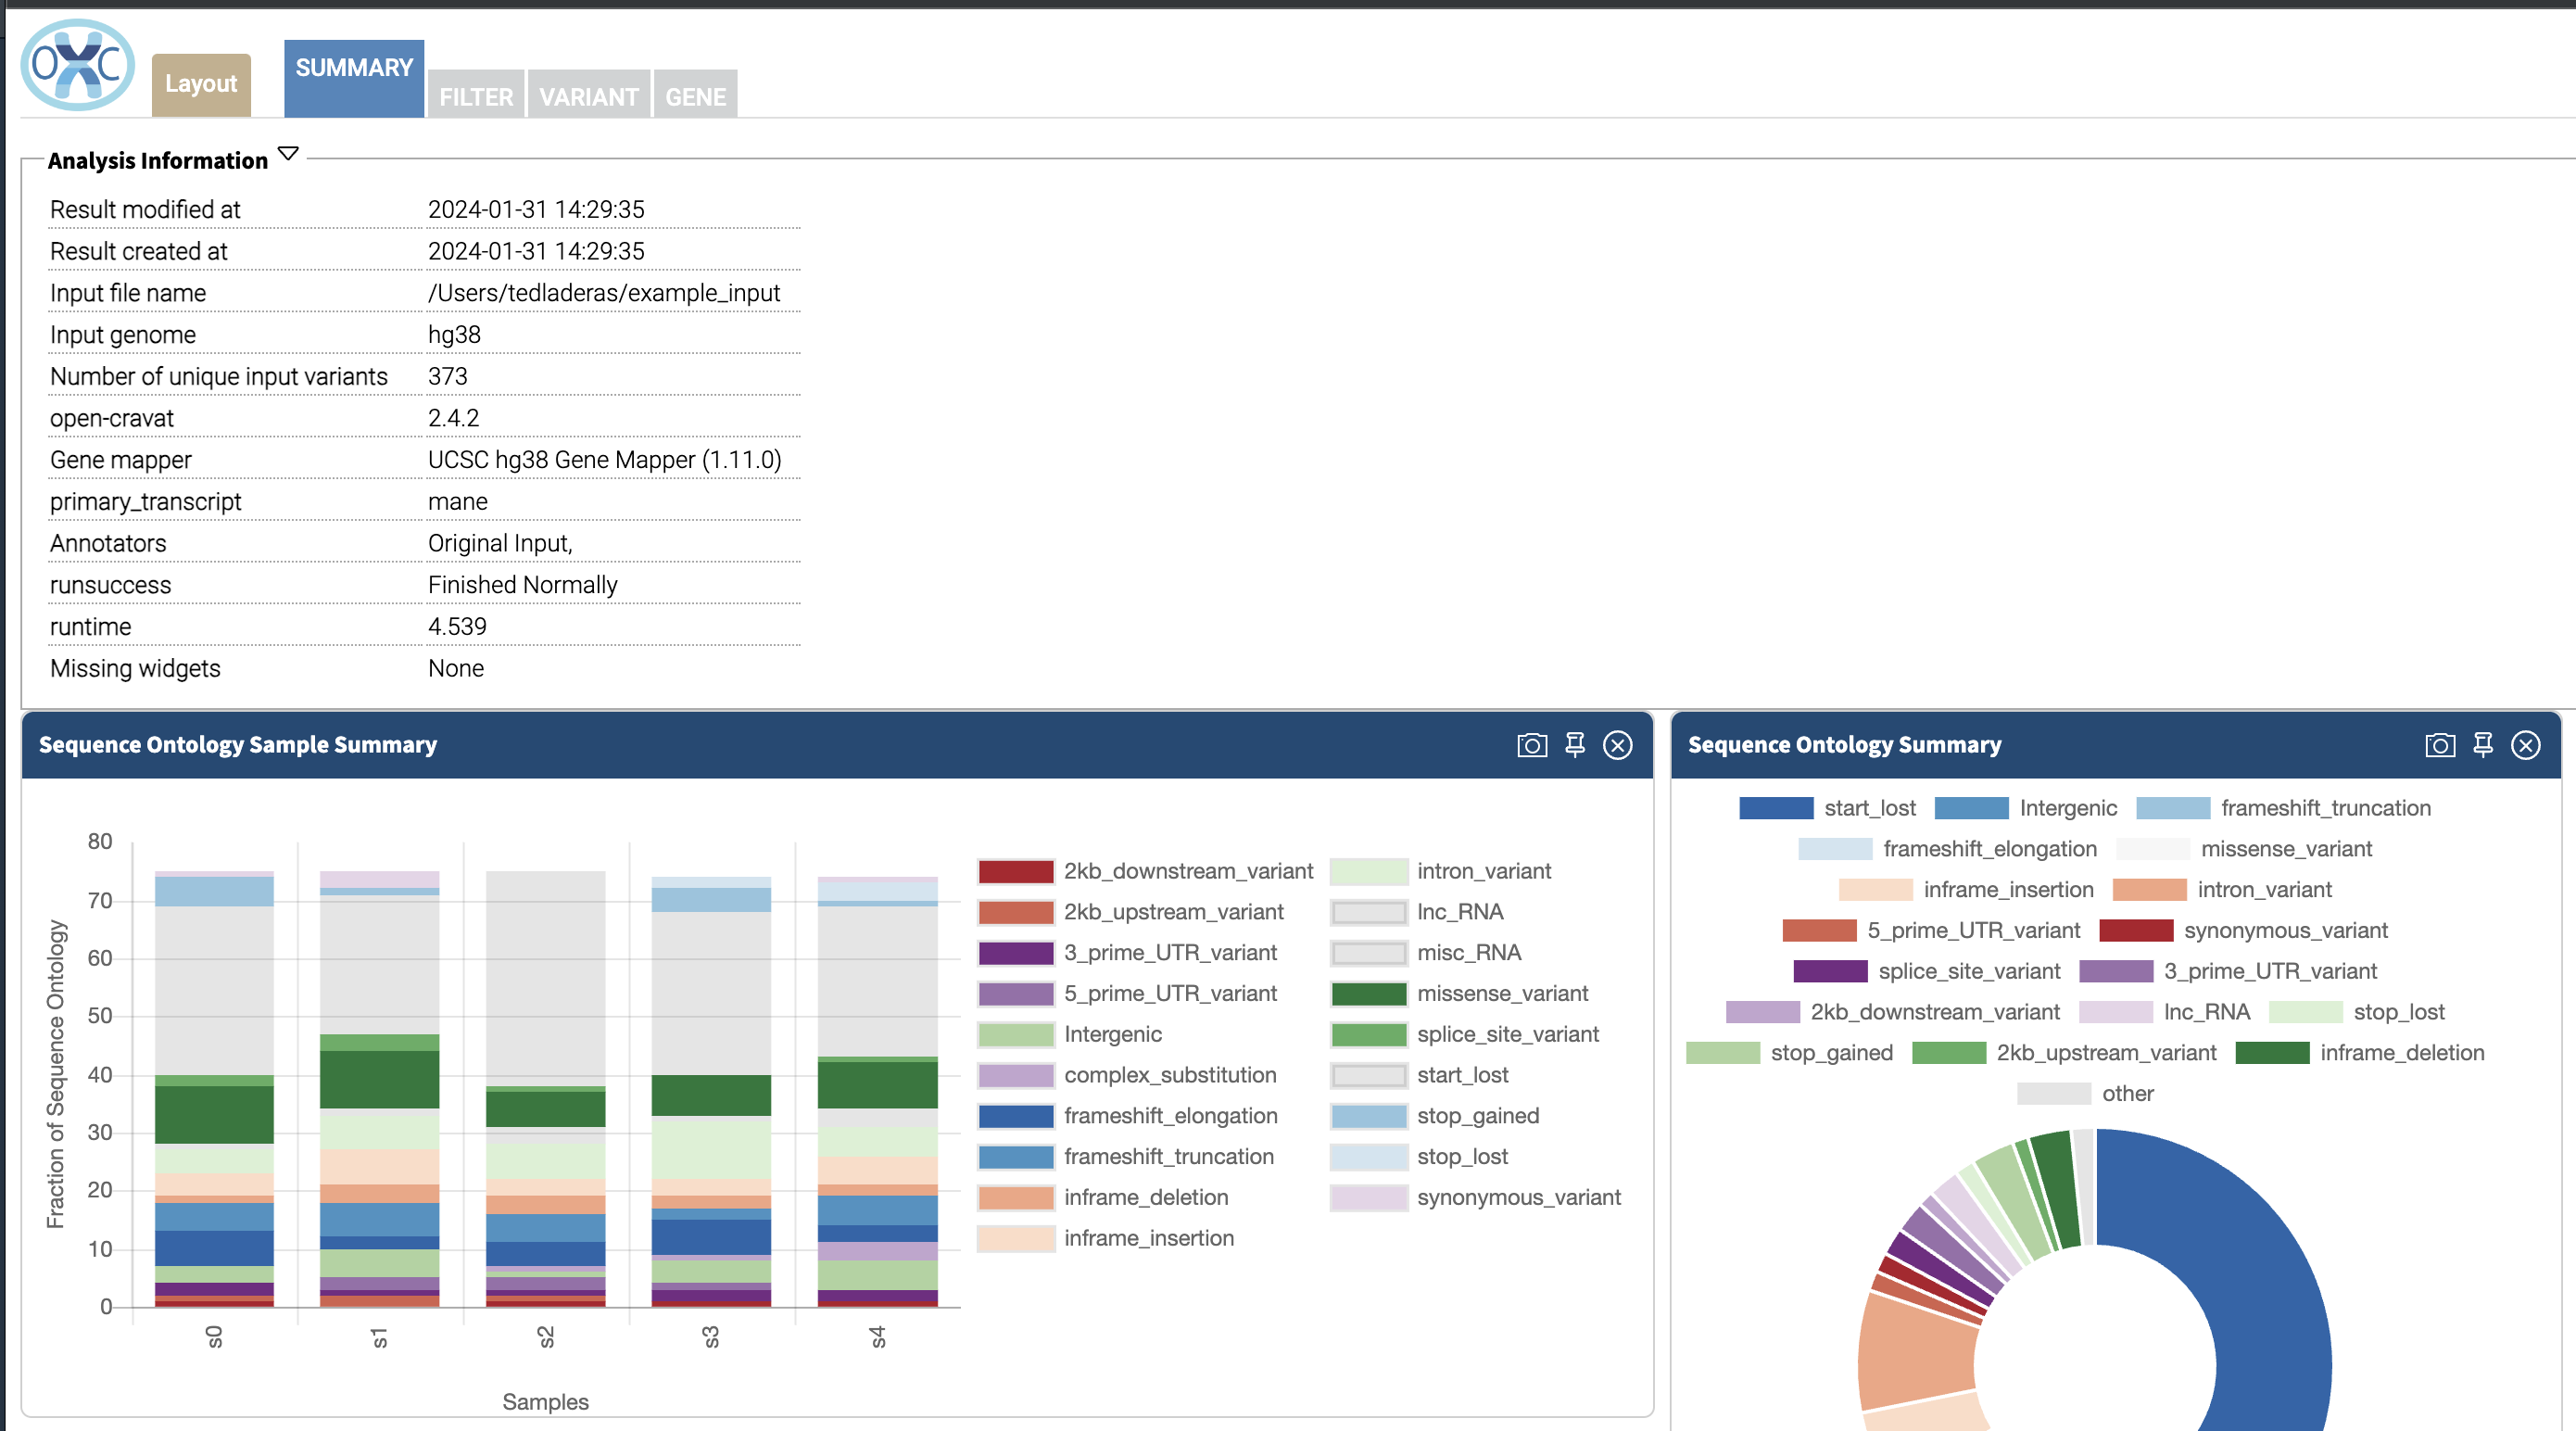 OXC
Layout
SUMMARY
FILTER
VARIANT
GENE
Analysis Information
Result modified at 2024-01-31 14:29:35
Result created at 2024-01-31 14:29:35
Input file name /Users/tedladeras/example_input
Input genome hg38
Number of unique input variants 373
open-cravat 2.4.2
Gene mapper UCSC hg38 Gene Mapper (1.11.0)
primary_transcript mane
Annotators Original Input,
runsuccess Finished Normally
runtime 4.539
Missing widgets None
Sequence Ontology Sample Summary
80
70
60
50
40
30
20
10
0
Fraction of Sequence Ontology
s0
s1
s2
s3
s4
Samples
2kb_downstream_variant intron_variant
2kb_upstream_variant lnc_RNA
3_prime_UTR_variant misc_RNA
5_prime_UTR_variant missense_variant
Intergenic splice_site_variant
complex_substitution start_lost
frameshift_elongation stop_gained
frameshift_truncation stop_lost
inframe_deletion synonymous_variant
inframe_insertion
Sequence Ontology Summary
start_lost Intergenic frameshift_truncation
frameshift_elongation missense_variant
inframe_insertion intron_variant
5_prime_UTR_variant synonymous_variant
splice_site_variant 3_prime_UTR_variant
2kb_downstream_variant lnc_RNA stop_lost
stop_gained 2kb_upstream_variant inframe_deletion
other